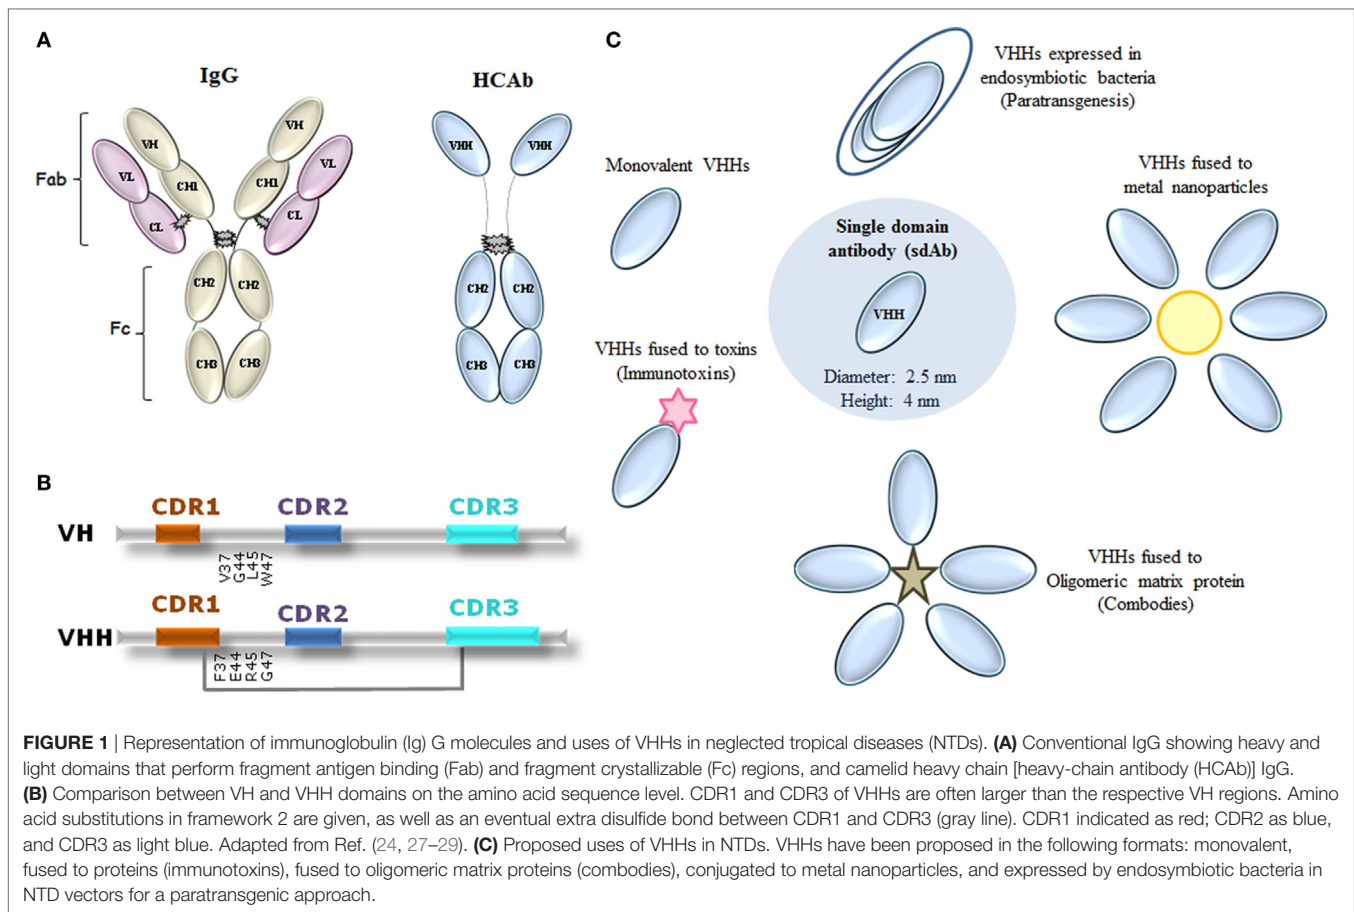 A
IgG
HCAb
Fab
Fc
VH
VH
VL
VL
CH1
CH1
CL
CL
CH2
CH2
CH3
CH3
VHH
VHH
CH2
CH2
CH3
CH3
B
CDR1
CDR2
CDR3
VH
V37
G44
L45
W47
CDR1
CDR2
CDR3
VHH
F37
E44
R45
G47
C
VHHs expressed in
endosymbiotic bacteria
(Paratransgenesis)
Monovalent VHHs
VHHs fused to
metal nanoparticles
Single domain
antibody (sdAb)
VHH
Diameter: 2.5 nm
Height: 4 nm
VHHs fused to toxins
(Immunotoxins)
VHHs fused to
Oligomeric matrix protein
(Combodies)
FIGURE 1 | Representation of immunoglobulin (Ig) G molecules and uses of VHHs in neglected tropical diseases (NTDs). (A) Conventional IgG showing heavy and
light domains that perform fragment antigen binding (Fab) and fragment crystallizable (Fc) regions, and camelid heavy chain [heavy-chain antibody (HCAb)] IgG.
(B) Comparison between VH and VHH domains on the amino acid sequence level. CDR1 and CDR3 of VHHs are often larger than the respective VH regions. Amino
acid substitutions in framework 2 are given, as well as an eventual extra disulfide bond between CDR1 and CDR3 (gray line). CDR1 indicated as red; CDR2 as blue,
and CDR3 as light blue. Adapted from Ref. (24, 27–29). (C) Proposed uses of VHHs in NTDs. VHHs have been proposed in the following formats: monovalent,
fused to proteins (immunotoxins), fused to oligomeric matrix proteins (combodies), conjugated to metal nanoparticles, and expressed by endosymbiotic bacteria in
NTD vectors for a paratransgenic approach.